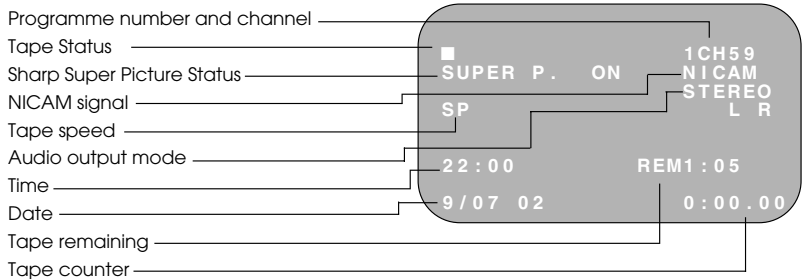 Programme number and channel
Tape Status
Sharp Super Picture Status
NICAM signal
Tape speed
Audio output mode
Time
Date
Tape remaining
Tape counter
1CH59
SUPER P. ON NICAM
STEREO
SP L R
22:00 REM1:05
9/07 02 0:00.00